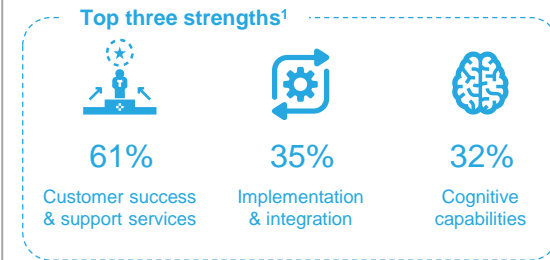 Top three strengths¹
61%
35%
32%
Customer success
& support services
Implementation
& integration
Cognitive
capabilities